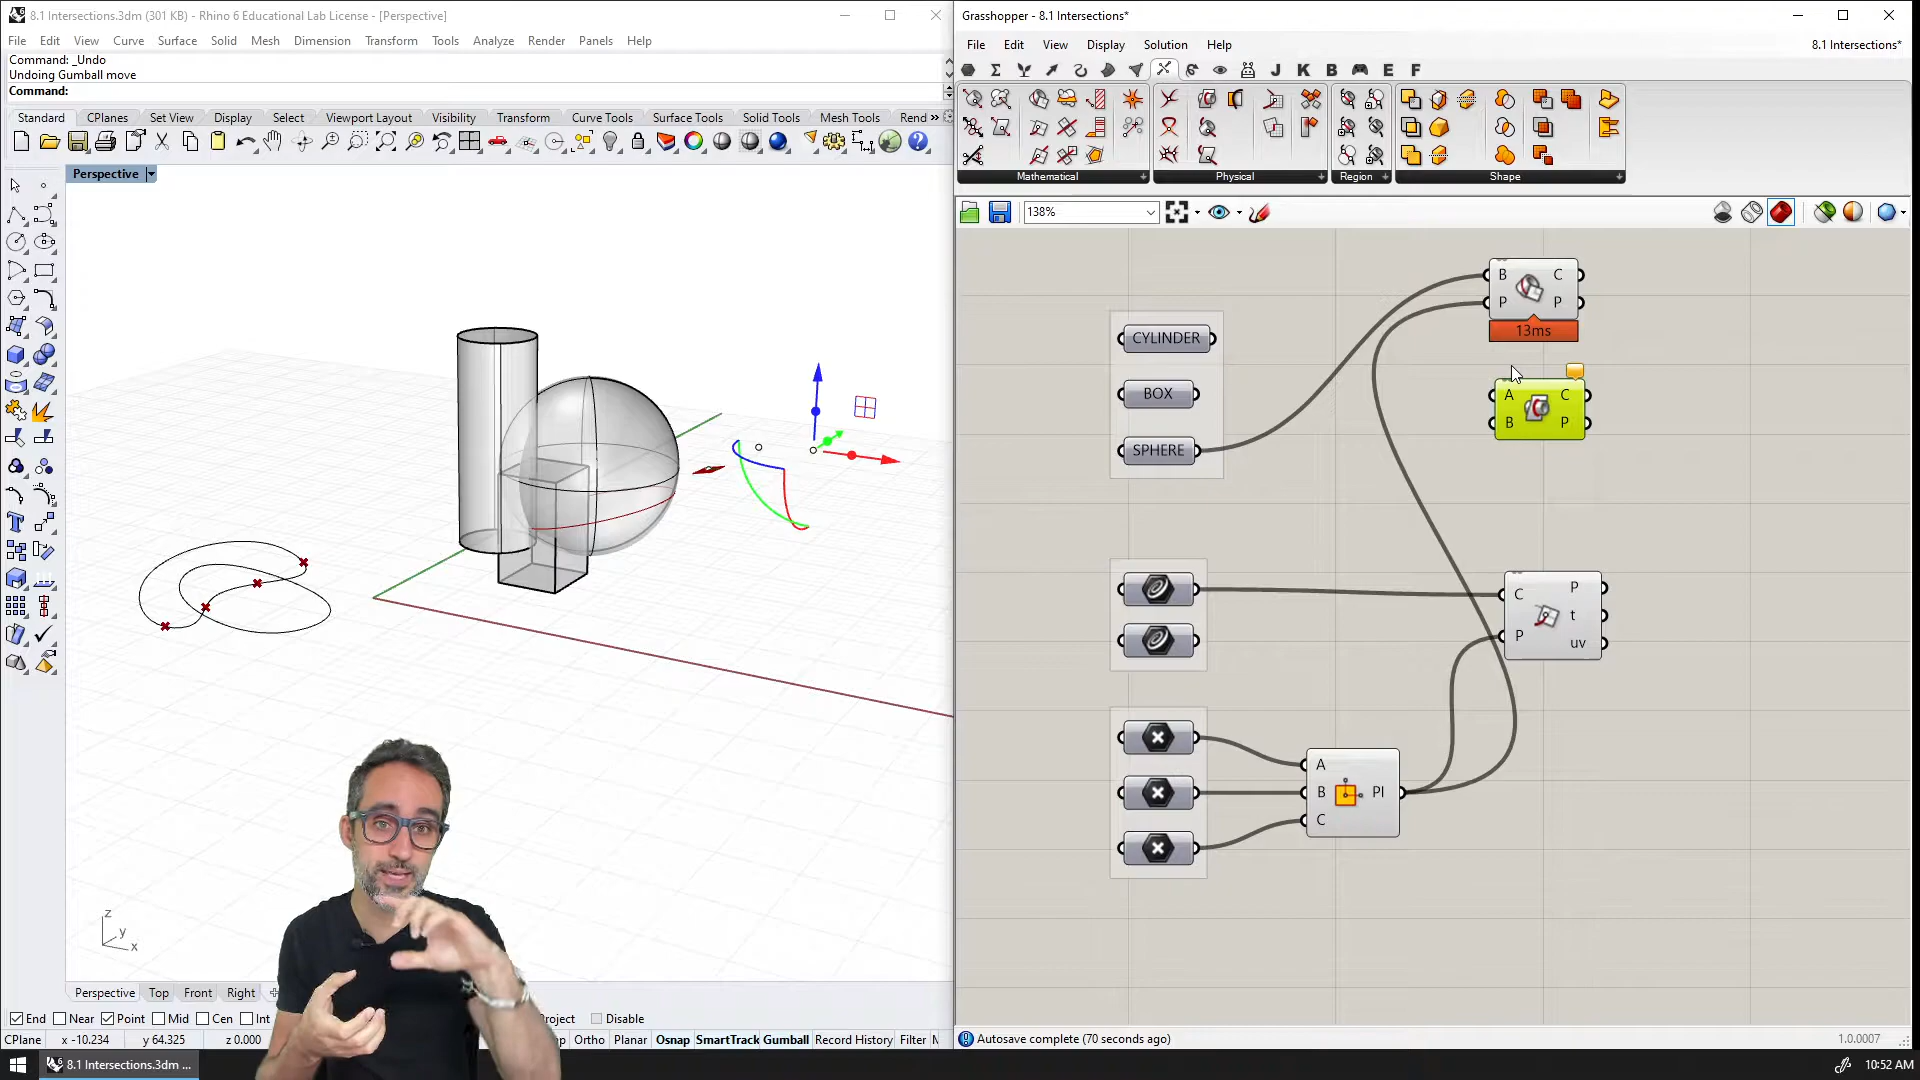 8.1 Intersections.3dm (301 KB) - Rhino 6 Educational Lab License - [Perspective]
File Edit View Curve Surface Solid Mesh Dimension Transform Tools Analyze Render Panels Help
Command: _Undo
Undoing Gumball move
Command:
Standard CPlanes Set View Display Select Viewport Layout Visibility Transform Curve Tools Surface Tools Solid Tools Mesh Tools Rend »
Perspective
z
y
x
Perspective Top Front Right
End Near Point Mid Cen Int Project Disable
CPlane x -10.234 y 64.325 z 0.000 Ortho Planar Osnap SmartTrack Gumball Record History Filter
8.1 Intersections.3dm ...
Grasshopper - 8.1 Intersections*
File Edit View Display Solution Help 8.1 Intersections*
J K B E F
Mathematical Physical Region Shape
138%
B C
P P
13ms
CYLINDER
BOX
SPHERE
A C
B P
C P
t
P uv
A
B Pl
C
Autosave complete (70 seconds ago) 1.0.0007
10:52 AM